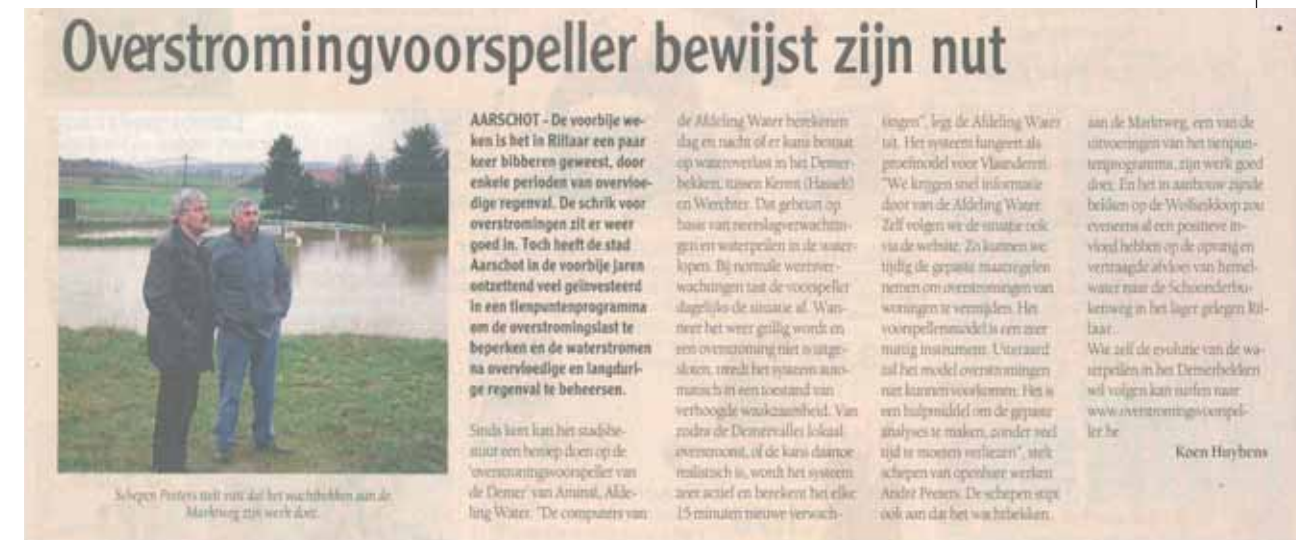 Overstromingvoorspeller bewijst zijn nut
AARSCHOT - De voorbije we-
ken is het in Rillaar een paar
keer bibberen geweest, door
enkele perioden van overvloe-
dige regenval. De schrik voor
overstromingen zit er weer
goed in. Toch heeft de stad
Aarschot in de voorbije jaren
ontzettend veel geïnvesteerd
in een tienpuntenprogramma
om de overstromingslast te
beperken en de waterstromen
na overvloedige en langduri-
ge regenval te beheersen.
Sinds kort kan het stadsbe-
stuur een beroep doen op de
'overstromingsvoorspeller van
de Demer' van Aminal, Afde-
ling Water. "De computers van
de Afdeling Water berekenen
dag en nacht of er kans bestaat
op wateroverlast in het Demer-
bekken, tussen Kermt (Hasselt)
en Werchter. Dat gebeurt op
basis van neerslagverwachtin-
gen en waterpeilen in de water-
lopen. Bij normale weersver-
wachtingen tast de voorspeller
dagelijks de situatie af. Wan-
neer het weer grillig wordt en
een overstroming niet is uitge-
sloten, treedt het systeem auto-
matisch in een toestand van
verhoogde waakzaamheid. Van
zodra de Demervallei lokaal
overstroomt, of de kans daartoe
realistisch is, wordt het systeem
zeer actief en berekent het elke
15 minuten nieuwe verwach-
tingen", legt de Afdeling Water
uit. Het systeem fungeert als
proefmodel voor Vlaanderen.
"We krijgen snel informatie
door van de Afdeling Water.
Zelf volgen we de situatie ook
via de website. Zo kunnen we
tijdig de gepaste maatregelen
nemen om overstromingen van
woningen te vermijden. Het
voorspellersmodel is een zeer
nuttig instrument. Uiteraard
zal het model overstromingen
niet kunnen voorkomen. Het is
een hulpmiddel om de gepaste
analyses te maken, zonder veel
tijd te moeten verliezen", stelt
schepen van openbare werken
André Peeters. De schepen stipt
ook aan dat het wachtbekken
aan de Marktweg, een van de
uitvoeringen van het tienpun-
tenprogramma, zijn werk goed
doet. En het in aanbouw zijnde
bekken op de Wolfskloop zou
eveneens al een positieve in-
vloed hebben op de opvang en
vertraagde afvloei van hemel-
water naar de Schoonderbu-
kenweg in het lager gelegen Ril-
laar.
Wie zelf de evolutie van de wa-
terpeilen in het Demerbekken
wil volgen kan surfen naar
www.overstromingsvoorspel-
ler.be
Koen Huybens
Schepen Peeters stelt vast dat het wachtbekken aan de
Marktweg zijn werk doet.